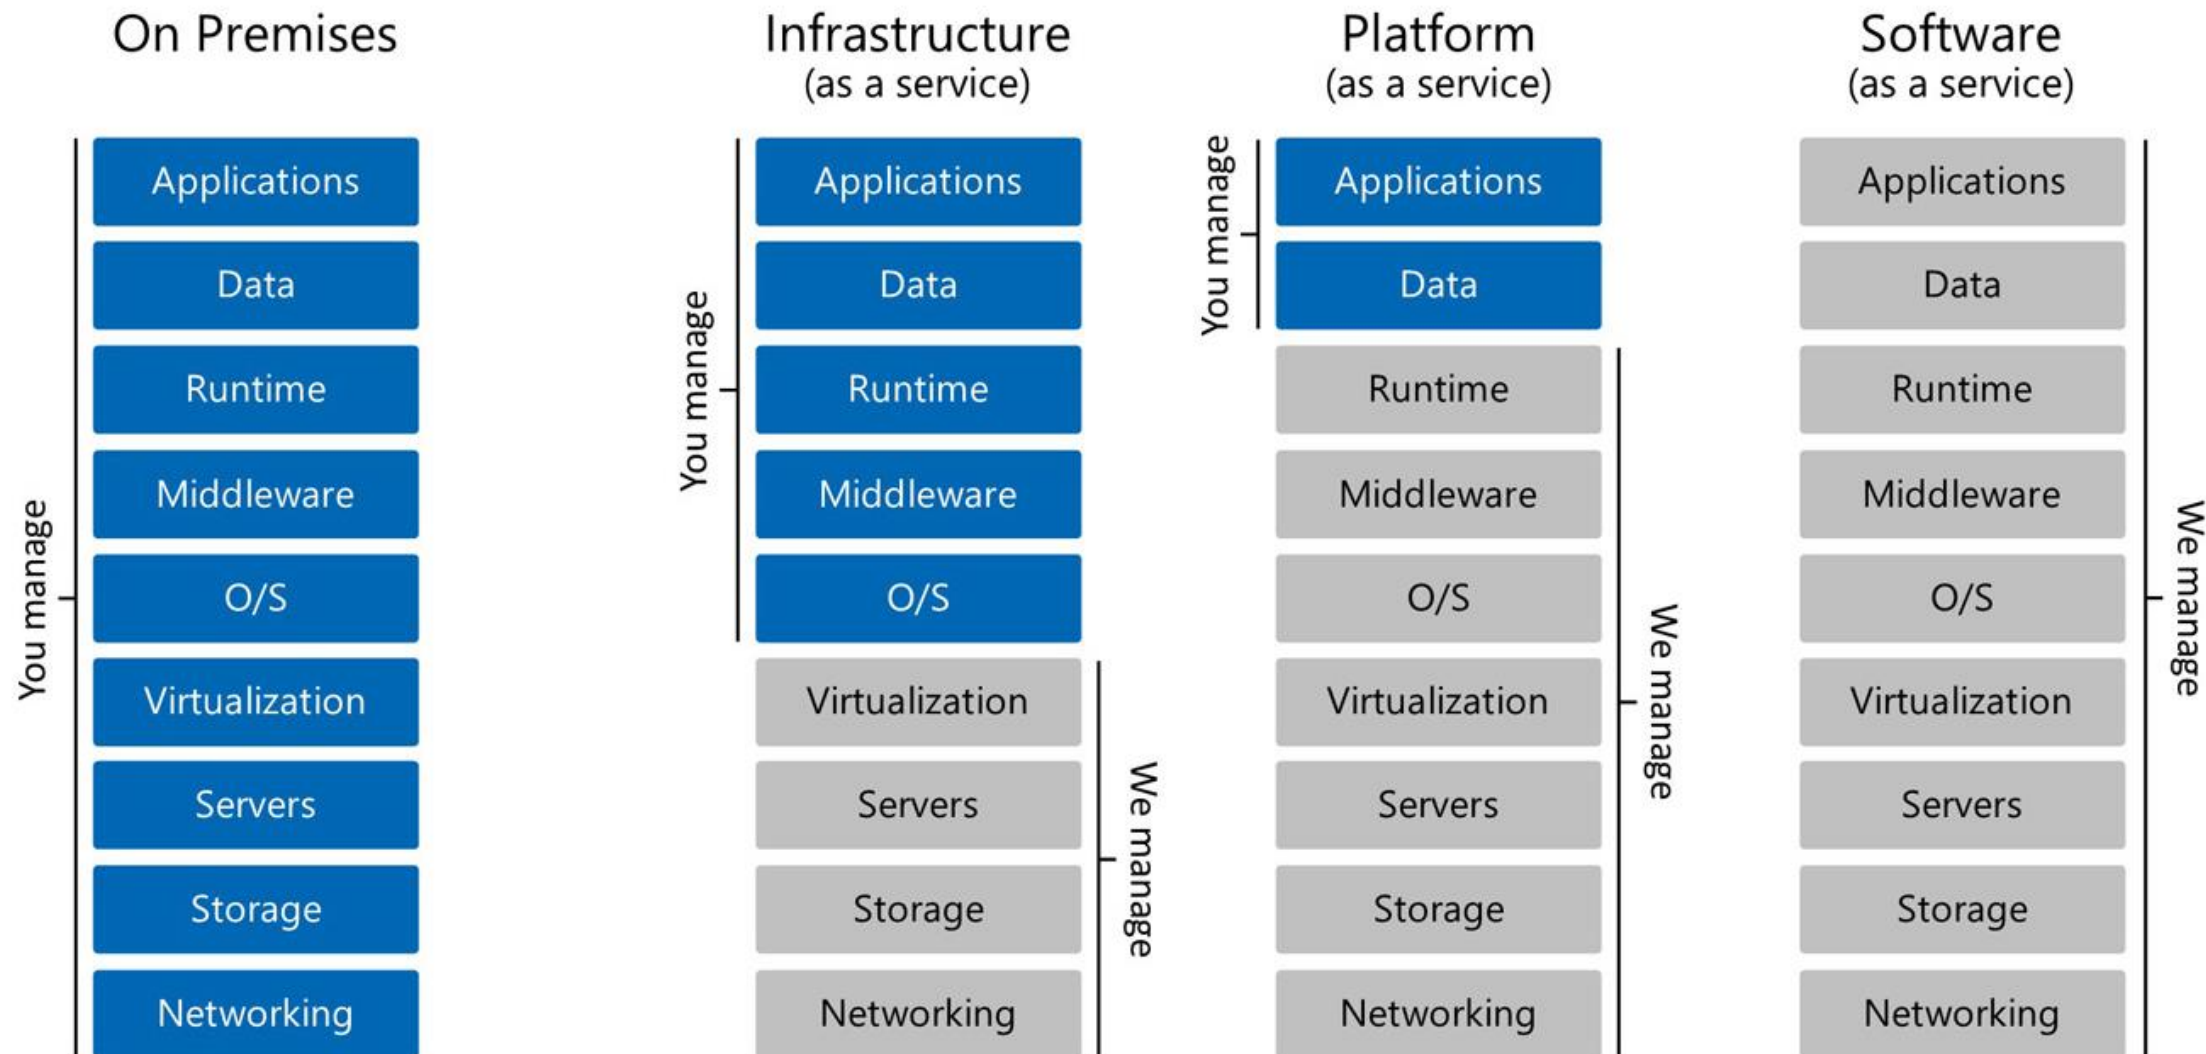 On Premises
You manage
Applications
Data
Runtime
Middleware
O/S
Virtualization
Servers
Storage
Networking
Infrastructure
(as a service)
You manage
Applications
Data
Runtime
Middleware
O/S
Virtualization
Servers
Storage
Networking
We manage
Platform
(as a service)
You manage
Applications
Data
Runtime
Middleware
O/S
Virtualization
Servers
Storage
Networking
We manage
Software
(as a service)
Applications
Data
Runtime
Middleware
O/S
Virtualization
Servers
Storage
Networking
We manage